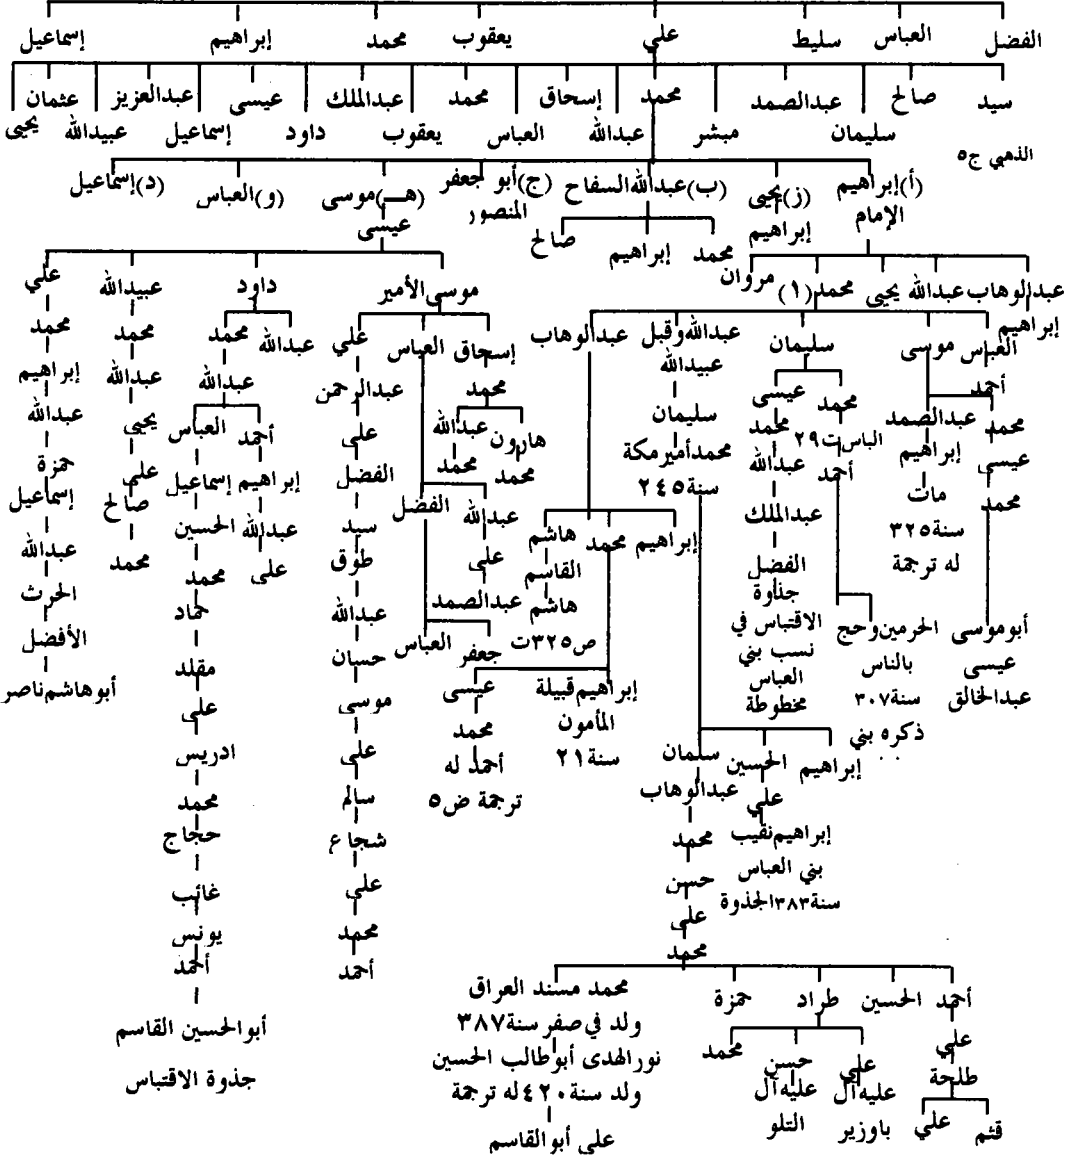 الفضل العباس سليط علي يعقوب محمد إبراهيم إسماعيل
سيد صالح عبدالصمد محمد إسحاق محمد عبدالملك عيسى عبدالعزيز عثمان
سليمان مبشر عبدالله العباس يعقوب داود إسماعيل عبيدالله يحيى
الذهبي ج٥
(أ) إبراهيم الإمام (ز) يحيى (ب) عبدالله السفاح (ج) أبو جعفر المنصور (هـ) موسى (و) العباس (د) إسماعيل
إبراهيم
محمد إبراهيم صالح
عيسى
عبدالوهاب عبدالله يحيى محمد (١) مروان
إبراهيم
موسى الأمير داود عبيدالله علي
العباس موسى سليمان عبدالله وقبل عبيدالله عبدالوهاب
أحمد
محمد
عيسى
محمد
أبو موسى
عيسى
عبدالخالق
عبدالصمد
إبراهيم
مات
سنة ٣٢٥
له ترجمة
محمد عيسى
الباس ت ٢٩
أحمد
الحرمين وحج
بالناس
سنة ٣٠٧
ذكره بني
محمد
عبدالله
عبدالملك
الفضل
جذوة
الاقتباس في
نسب بني
العباس
مخطوطة
سليمان
محمد أمير مكة
سنة ٢٤٥
إبراهيم الحسين سلمان
علي
إبراهيم نقيب
بني العباس
سنة ٣٨٣ الجذوة
عبدالوهاب
محمد
حسن
علي
محمد
إبراهيم محمد هاشم
القاسم
هاشم
ص ٣٢٥ ت
إبراهيم قبيلة
المأمون
سنة ٢١
عيسى
محمد
أحمد له
ترجمة ض ٥
إسحاق العباس علي
محمد
هارون عبدالله
محمد محمد
عبدالله الفضل
علي
عبدالصمد
جعفر العباس
عبدالرحمن
علي
الفضل
سيد
طوق
عبدالله
حسان
موسى
علي
سالم
شجاع
علي
محمد
أحمد
عبدالله محمد
عبدالله
أحمد العباس
إبراهيم
عبدالله
علي
إسماعيل
الحسين
محمد
حماد
مقلد
علي
ادريس
محمد
حجاج
غائب
يونس
أحمد
أبو الحسين القاسم
جذوة الاقتباس
محمد
عبدالله
يحيى
علي
صالح
محمد
محمد
إبراهيم
عبدالله
حمزة
إسماعيل
عبدالله
الحرث
الأفضل
أبو هاشم ناصر
أحمد الحسين طراد حمزة محمد مسند العراق
ولد في صفر سنة ٣٨٧
نور الهدى أبو طالب الحسين
ولد سنة ٤٢٠ له ترجمة
علي أبو القاسم
علي
طلحة
قثم علي
علي حسن محمد
عليه آل باوزير
عليه آل التلو